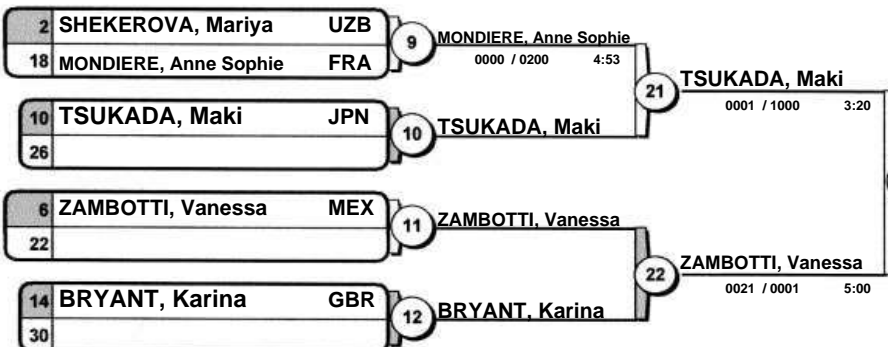 2 SHEKEROVA, Mariya UZB
18 MONDIERE, Anne Sophie FRA
9
MONDIERE, Anne Sophie
0000 / 0200 4:53
10 TSUKADA, Maki JPN
26
10
TSUKADA, Maki
21
TSUKADA, Maki
0001 / 1000 3:20
6 ZAMBOTTI, Vanessa MEX
22
11
ZAMBOTTI, Vanessa
14 BRYANT, Karina GBR
30
12
BRYANT, Karina
22
ZAMBOTTI, Vanessa
0021 / 0001 5:00